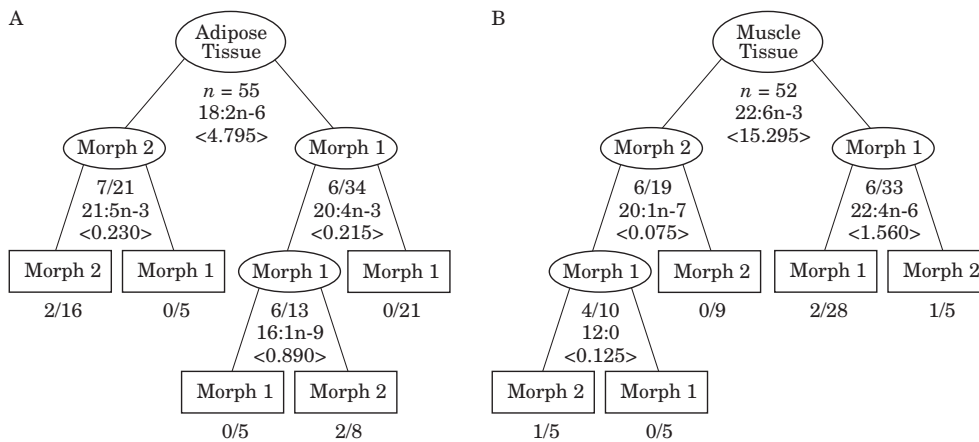 A
Adipose
Tissue
n = 55
18:2n-6
<4.795>
Morph 2
Morph 1
7/21
21:5n-3
<0.230>
6/34
20:4n-3
<0.215>
Morph 2
Morph 1
Morph 1
Morph 1
2/16
0/5
6/13
16:1n-9
<0.890>
0/21
Morph 1
Morph 2
0/5
2/8
B
Muscle
Tissue
n = 52
22:6n-3
<15.295>
Morph 2
Morph 1
6/19
20:1n-7
<0.075>
6/33
22:4n-6
<1.560>
Morph 1
Morph 2
Morph 1
Morph 2
4/10
12:0
<0.125>
0/9
2/28
1/5
Morph 2
Morph 1
1/5
0/5